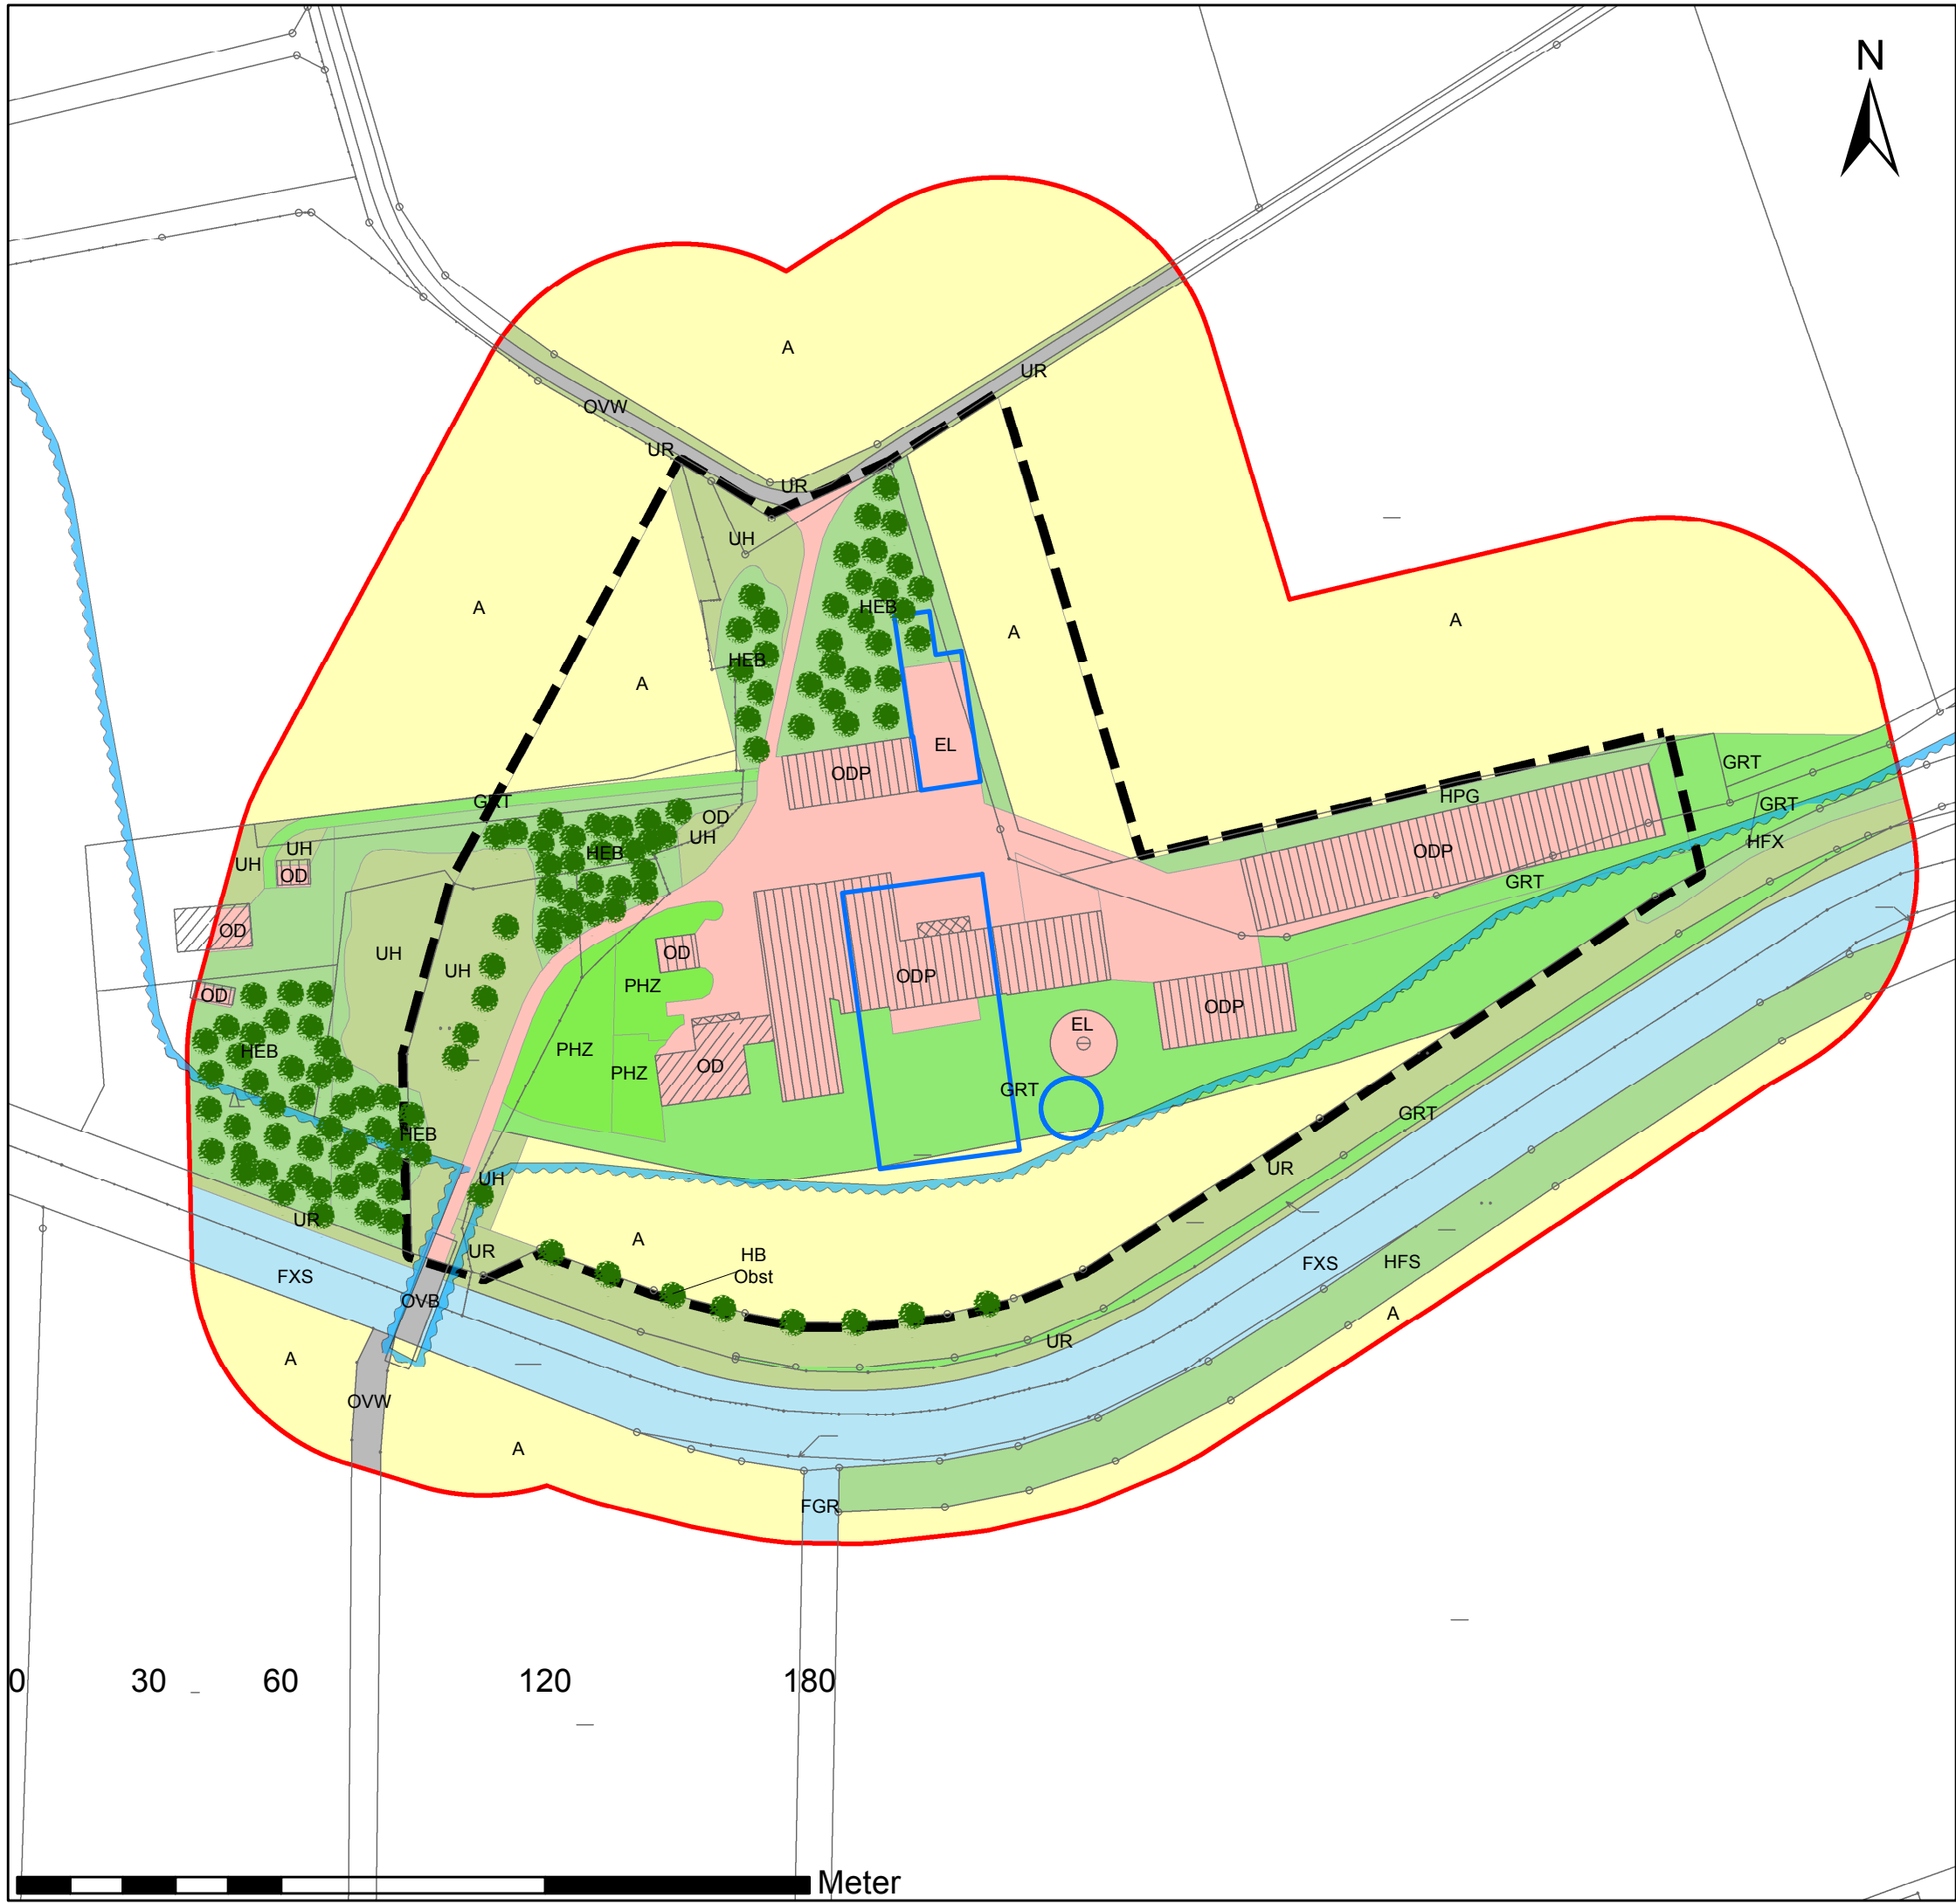 N
A
UR
OVW
UR
UR
UH
HEB
A
A
A
HEB
A
EL
ODP
GRT
HPG
GRT
GRT
OD
UH
HFX
UH
HEB
ODP
UH
OD
GRT
OD
UH
OD
UH
ODP
PHZ
OD
ODP
EL
HEB
PHZ
OD
PHZ
GRT
GRT
HEB
UR
UH
UR
A
UR
HB
Obst
FXS
FXS
HFS
OVB
A
UR
A
OVW
A
FGR
0 30 60 120 180
Meter